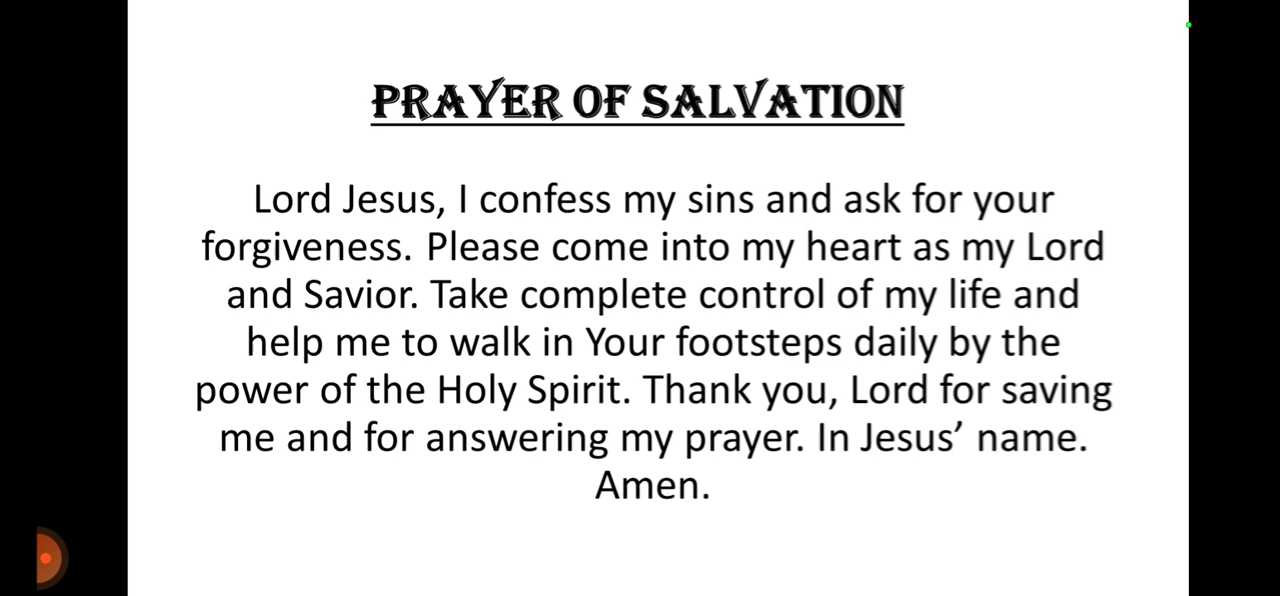 PRAYER OF SALVATION
Lord Jesus, I confess my sins and ask for your
forgiveness. Please come into my heart as my Lord
and Savior. Take complete control of my life and
help me to walk in Your footsteps daily by the
power of the Holy Spirit. Thank you, Lord for saving
me and for answering my prayer. In Jesus’ name.
Amen.